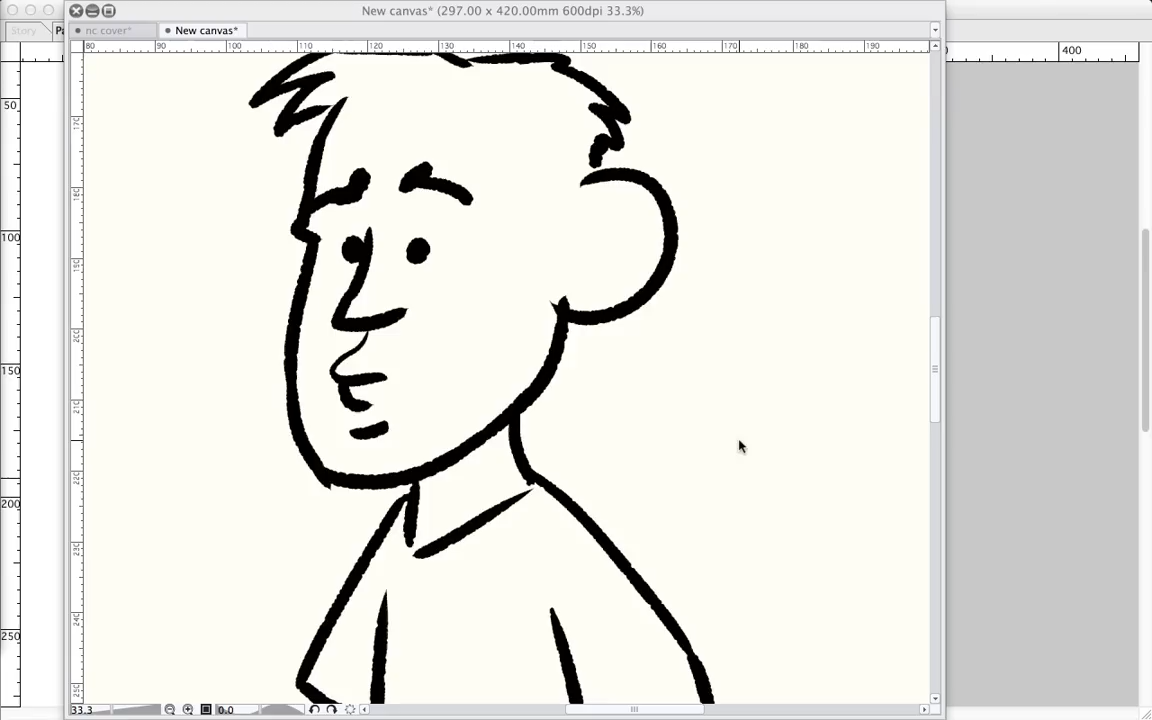 New canvas* (297.00 x 420.00mm 600dpi 33.3%)
Story
Pa
nc cover*
New canvas*
80 100 110 120 130 140 150 160 170 180 190
400
50
100
150
200
250
33.3
0.0